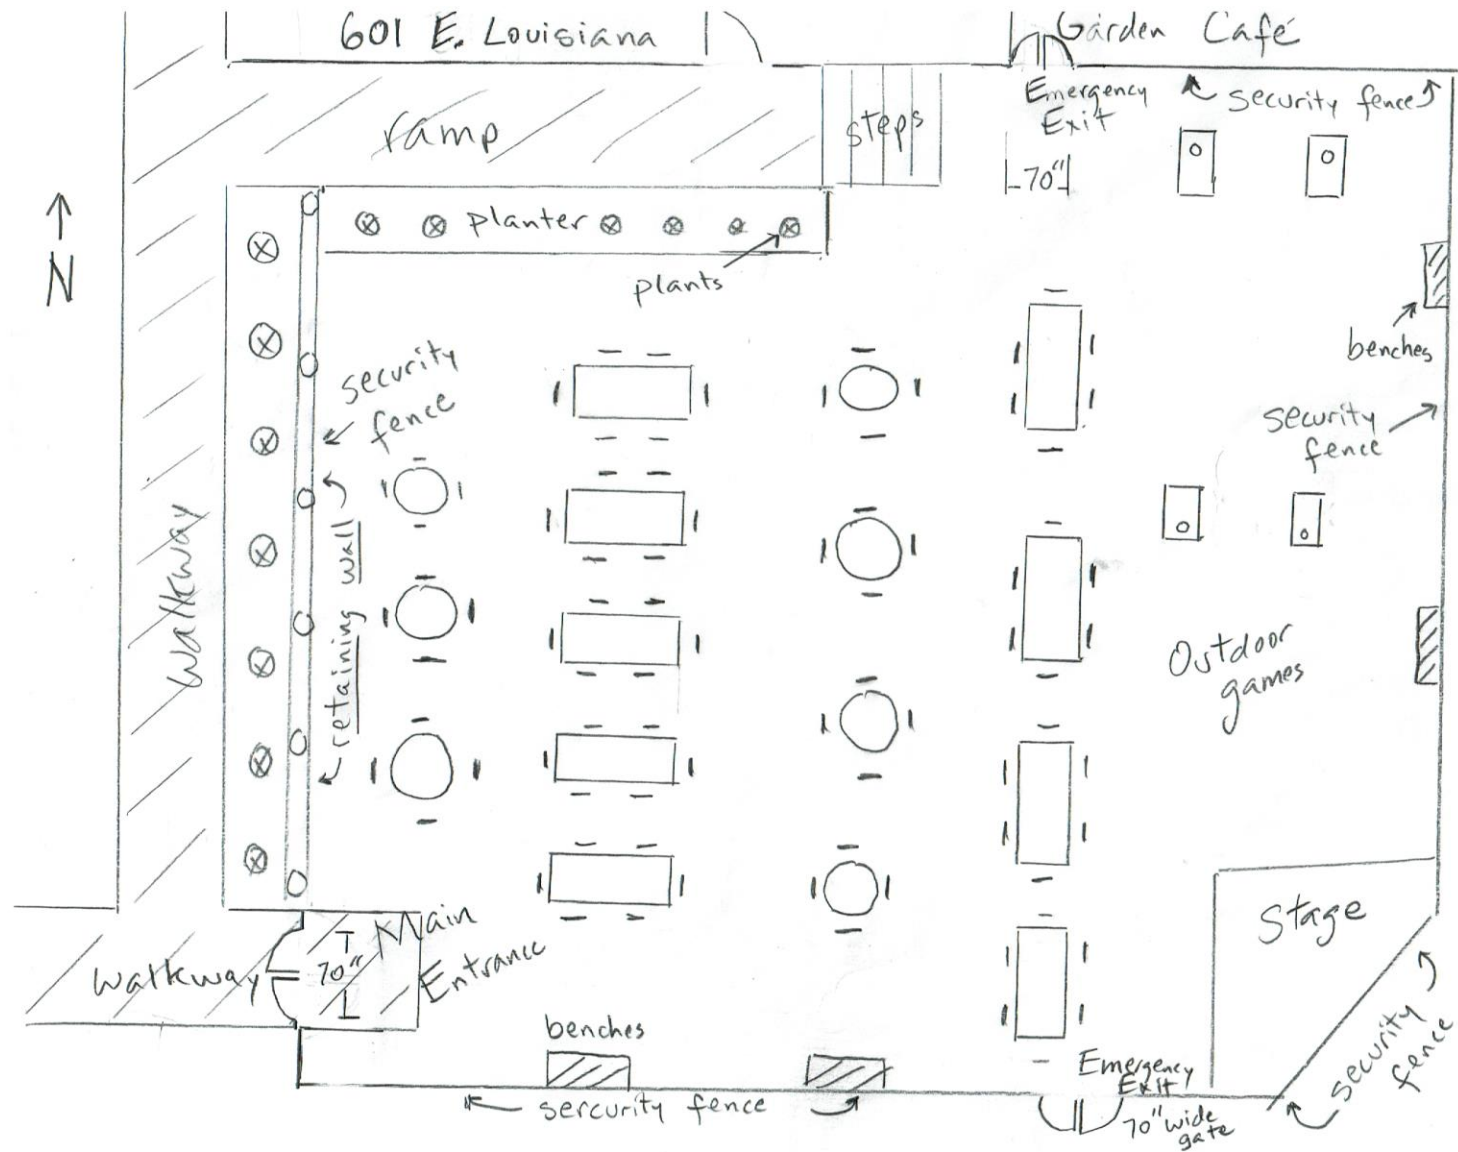 601 E. Louisiana
Garden Café
Emergency
Exit
security fence
ramp
steps
70"
N
planter
plants
benches
security
fence
security
fence
walkway
retaining wall
Outdoor
games
Stage
Main
Entrance
70"
walkway
benches
sercurity fence
Emergency
Exit
70" wide
gate
security
fence